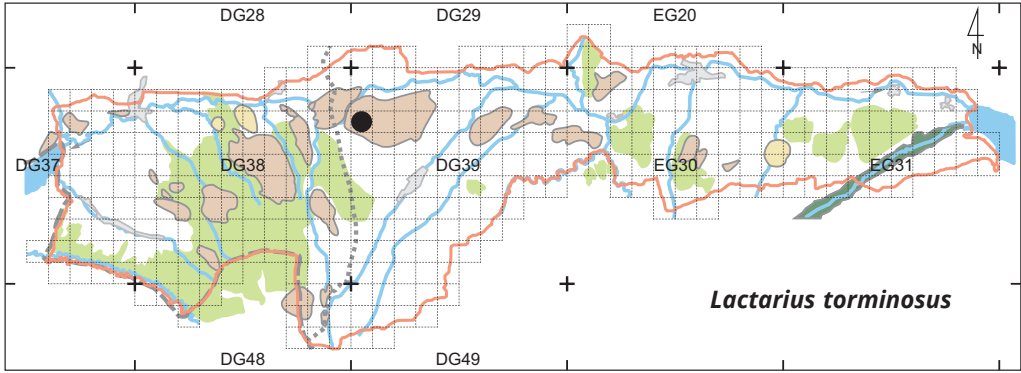 DG28 DG29 EG20
N
DG37 DG38 DG39 EG30 EG31
Lactarius torminosus
DG48 DG49